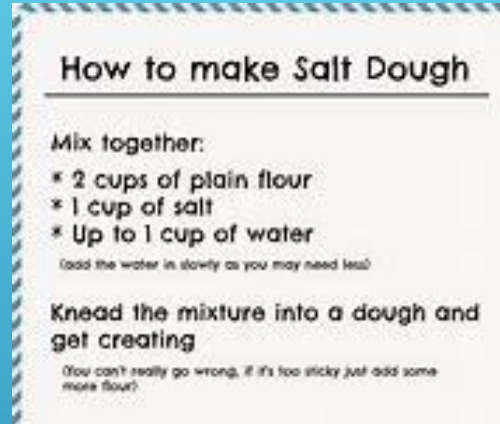 How to make Salt Dough
Mix together:
* 2 cups of plain flour
* 1 cup of salt
* Up to 1 cup of water
(add the water in slowly as you may need less)
Knead the mixture into a dough and
get creating
(You can't really go wrong, if it's too sticky just add some
more flour)